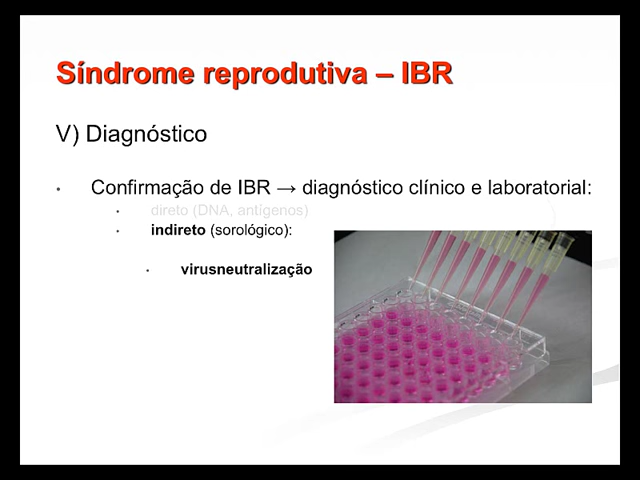 Síndrome reprodutiva – IBR
V) Diagnóstico
• Confirmação de IBR → diagnóstico clínico e laboratorial:
• direto (DNA, antígenos)
• indireto (sorológico):
• virusneutralização